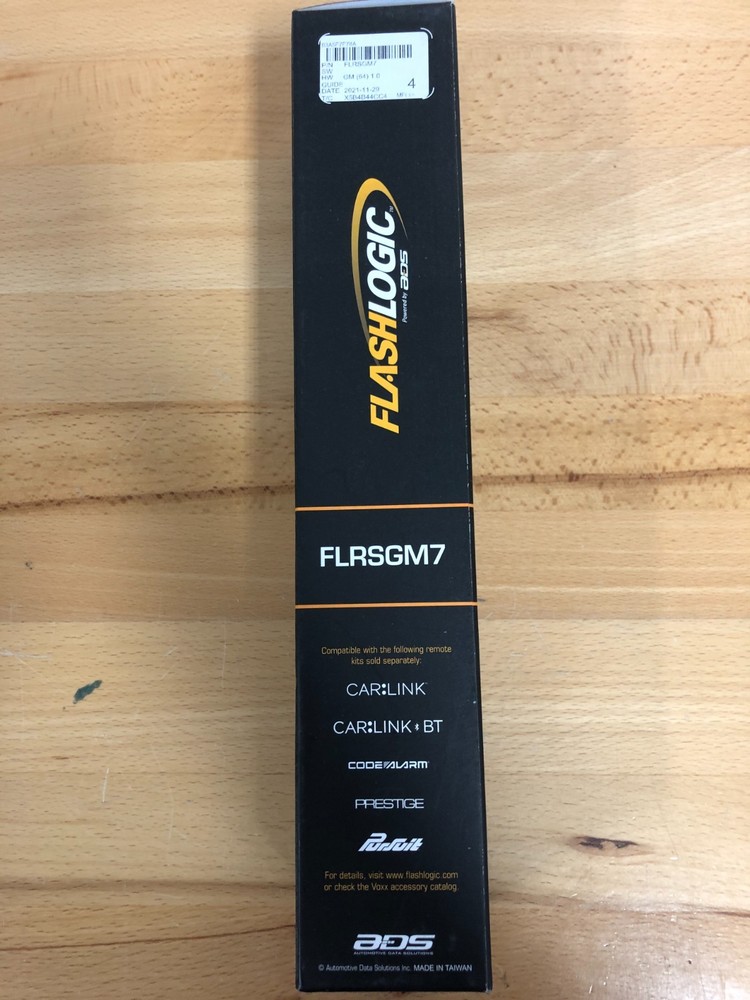 P/N FLRSGM7
SW
HW GM (#4) 1.0
GUIDE
DATE 2021-11-29
4
FLASHLOGIC
Powered by ADS
FLRSGM7
Compatible with the following remote
kits sold separately:
CAR:LINK
CAR:LINK BT
CODE ALARM
PRESTIGE
Pursuit
For details, visit www.flashlogic.com
or check the Voxx accessory catalog.
ADS
AUTOMOTIVE DATA SOLUTIONS
© Automotive Data Solutions Inc. MADE IN TAIWAN